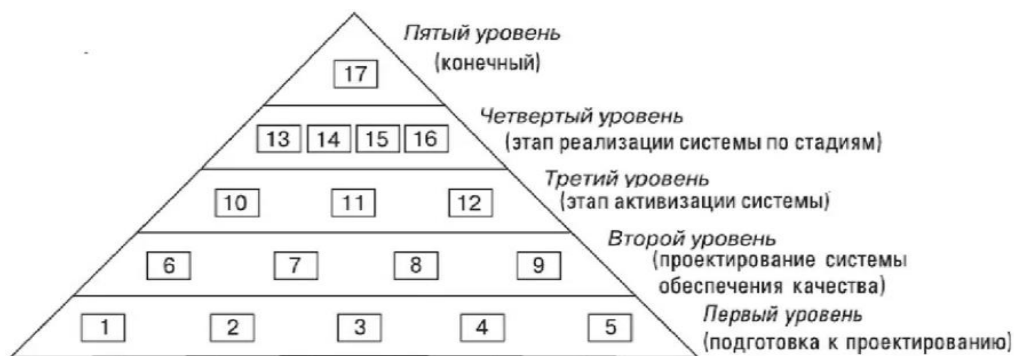 Пятый уровень
(конечный)
17
Четвертый уровень
(этап реализации системы по стадиям)
13 14 15 16
Третий уровень
(этап активизации системы)
10 11 12
Второй уровень
(проектирование системы
обеспечения качества)
6 7 8 9
Первый уровень
(подготовка к проектированию)
1 2 3 4 5